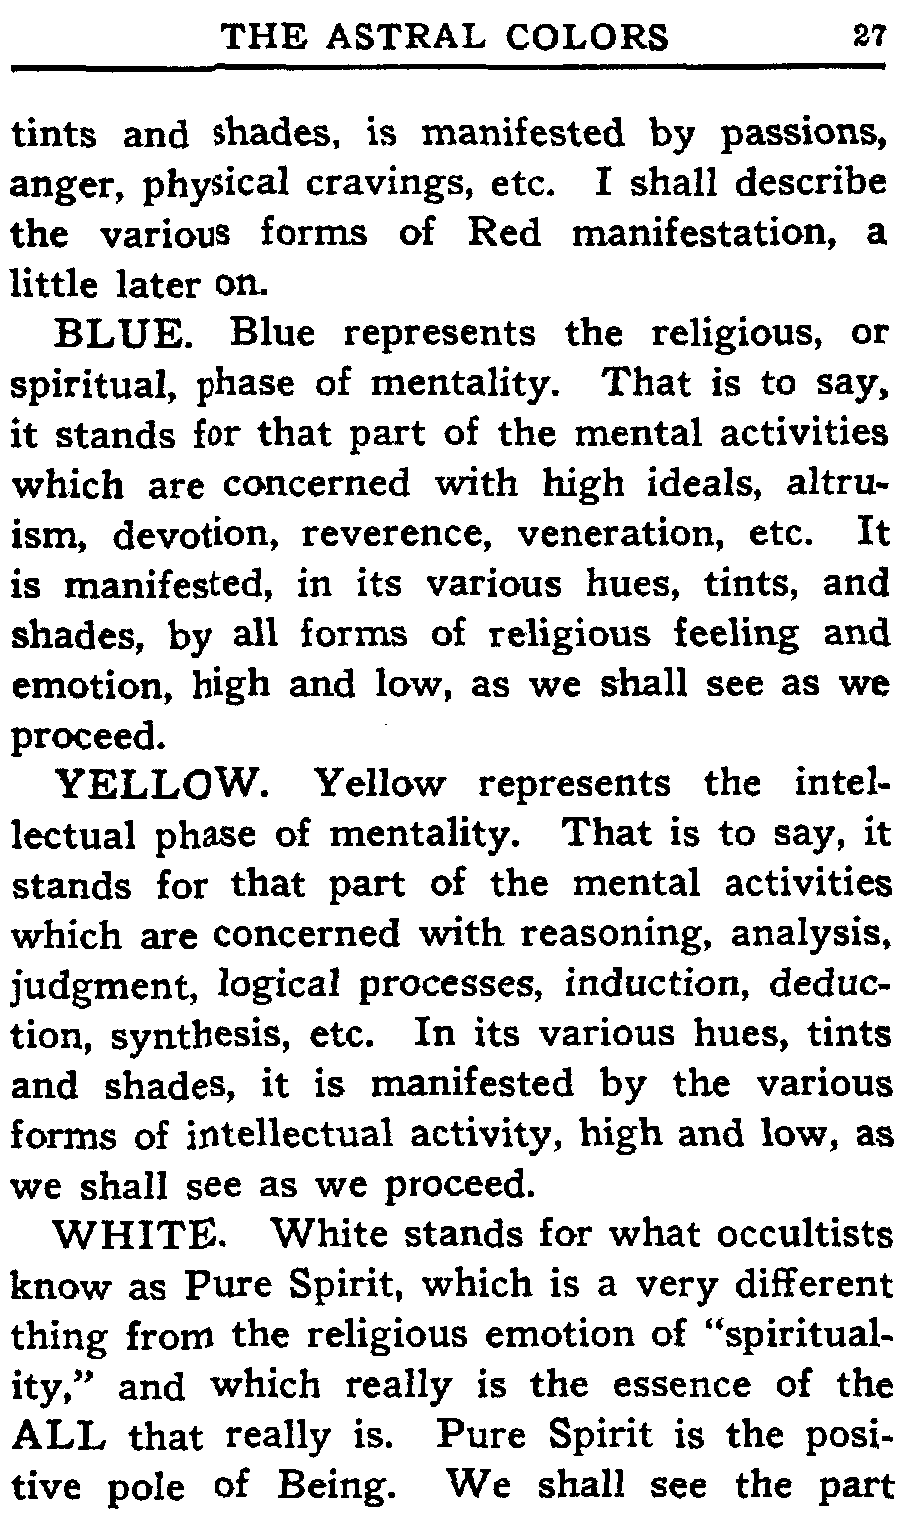 THE ASTRAL COLORS 27
tints and shades, is manifested by passions,
anger, physical cravings, etc. I shall describe
the various forms of Red manifestation, a
little later on.
BLUE. Blue represents the religious, or
spiritual, phase of mentality. That is to say,
it stands for that part of the mental activities
which are concerned with high ideals, altru-
ism, devotion, reverence, veneration, etc. It
is manifested, in its various hues, tints, and
shades, by all forms of religious feeling and
emotion, high and low, as we shall see as we
proceed.
YELLOW. Yellow represents the intel-
lectual phase of mentality. That is to say, it
stands for that part of the mental activities
which are concerned with reasoning, analysis,
judgment, logical processes, induction, deduc-
tion, synthesis, etc. In its various hues, tints
and shades, it is manifested by the various
forms of intellectual activity, high and low, as
we shall see as we proceed.
WHITE. White stands for what occultists
know as Pure Spirit, which is a very different
thing from the religious emotion of "spiritual-
ity," and which really is the essence of the
ALL that really is. Pure Spirit is the posi-
tive pole of Being. We shall see the part